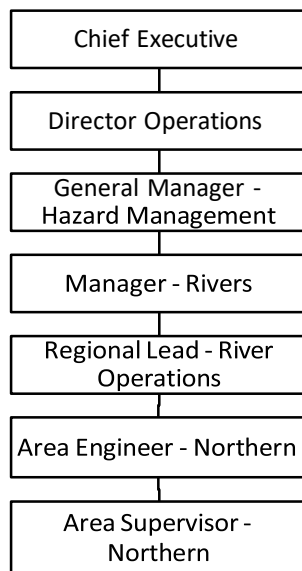 Chief Executive
Director Operations
General Manager -
Hazard Management
Manager - Rivers
Regional Lead - River
Operations
Area Engineer - Northern
Area Supervisor -
Northern